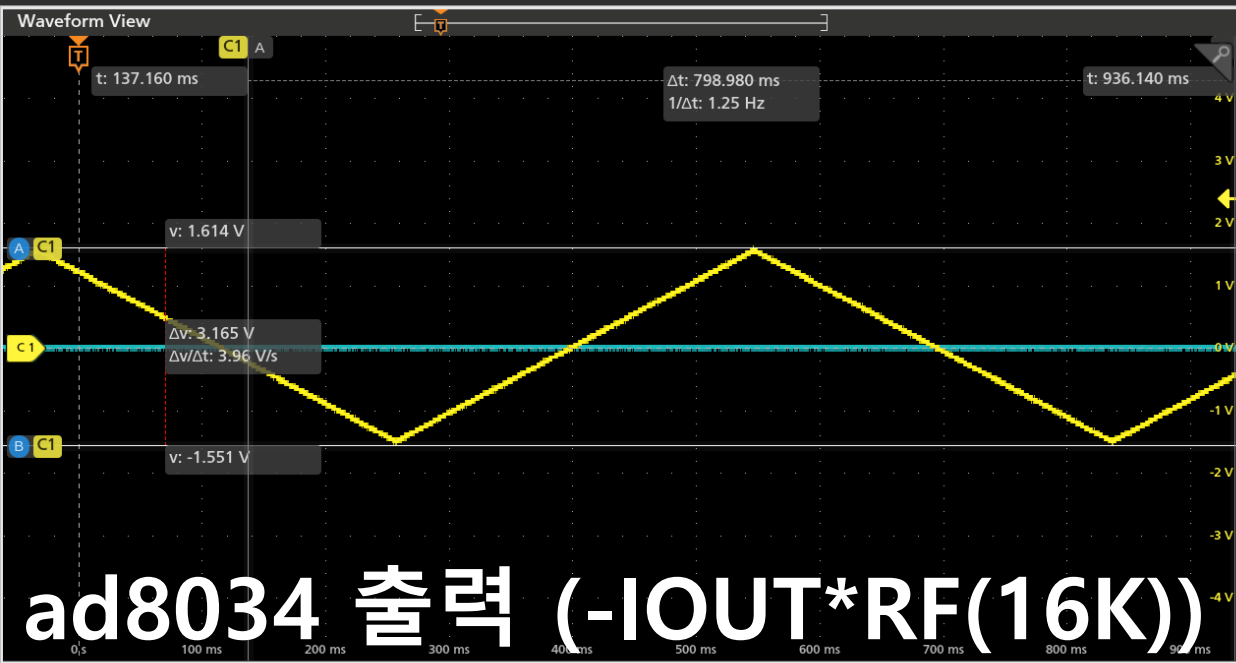 Waveform View
T
T
C1 A
t: 137.160 ms
Δt: 798.980 ms
1/Δt: 1.25 Hz
t: 936.140 ms
4 V
3 V
2 V
v: 1.614 V
A C1
1 V
Δv: 3.165 V
Δv/Δt: 3.96 V/s
C1
0 V
-1 V
B C1
v: -1.551 V
-2 V
-3 V
-4 V
ad8034 출력 (-IOUT*RF(16K))
0 s 100 ms 200 ms 300 ms 400 ms 500 ms 600 ms 700 ms 800 ms 900 ms